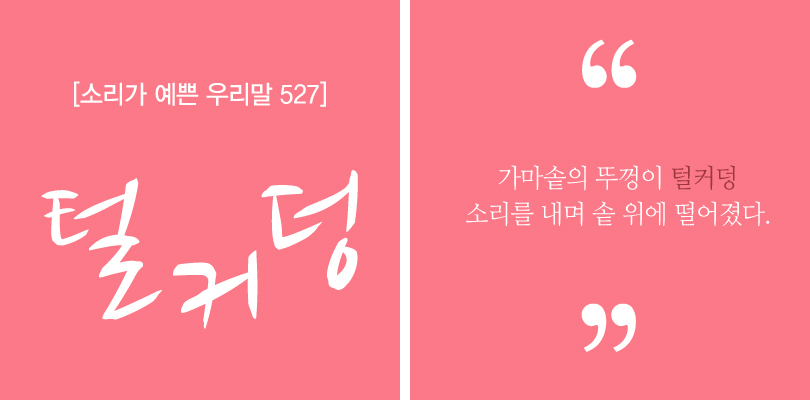 [소리가 예쁜 우리말 527]
털커덩
“
가마솥의 뚜껑이 털커덩
소리를 내며 솥 위에 떨어졌다.
”